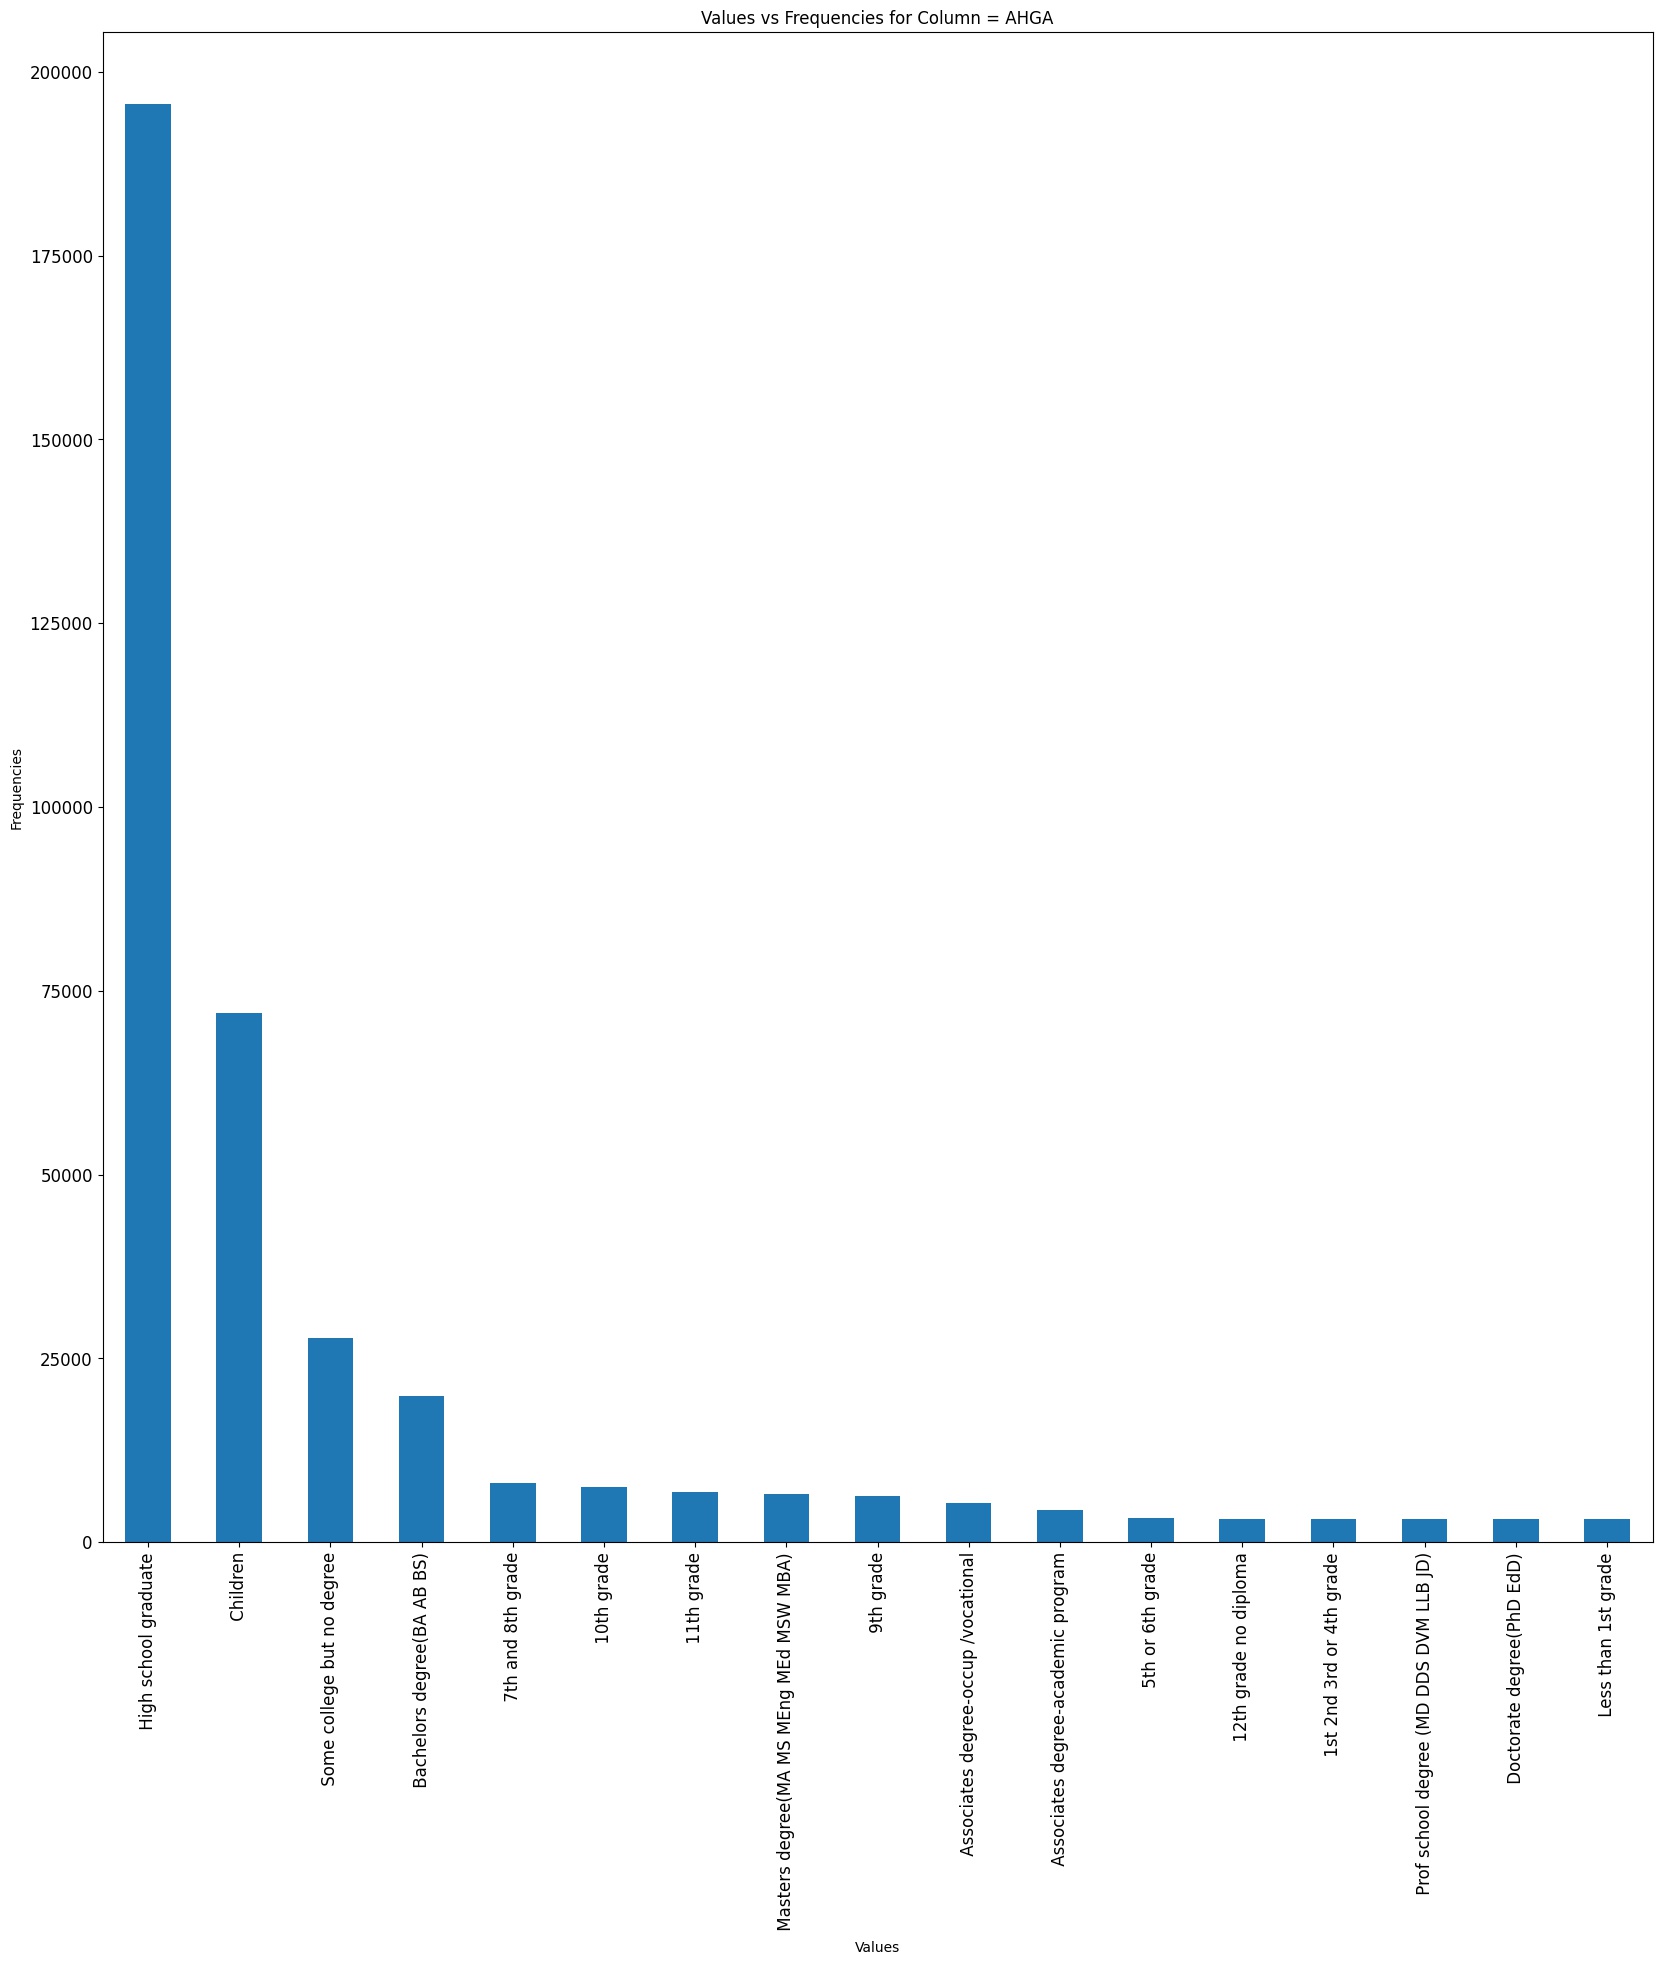 Values vs Frequencies for Column = AHGA
Frequencies
200000
175000
150000
125000
100000
75000
50000
25000
0
High school graduate
Children
Some college but no degree
Bachelors degree(BA AB BS)
7th and 8th grade
10th grade
11th grade
Masters degree(MA MS MEng MEd MSW MBA)
9th grade
Associates degree-occup /vocational
Associates degree-academic program
5th or 6th grade
12th grade no diploma
1st 2nd 3rd or 4th grade
Prof school degree (MD DDS DVM LLB JD)
Doctorate degree(PhD EdD)
Less than 1st grade
Values